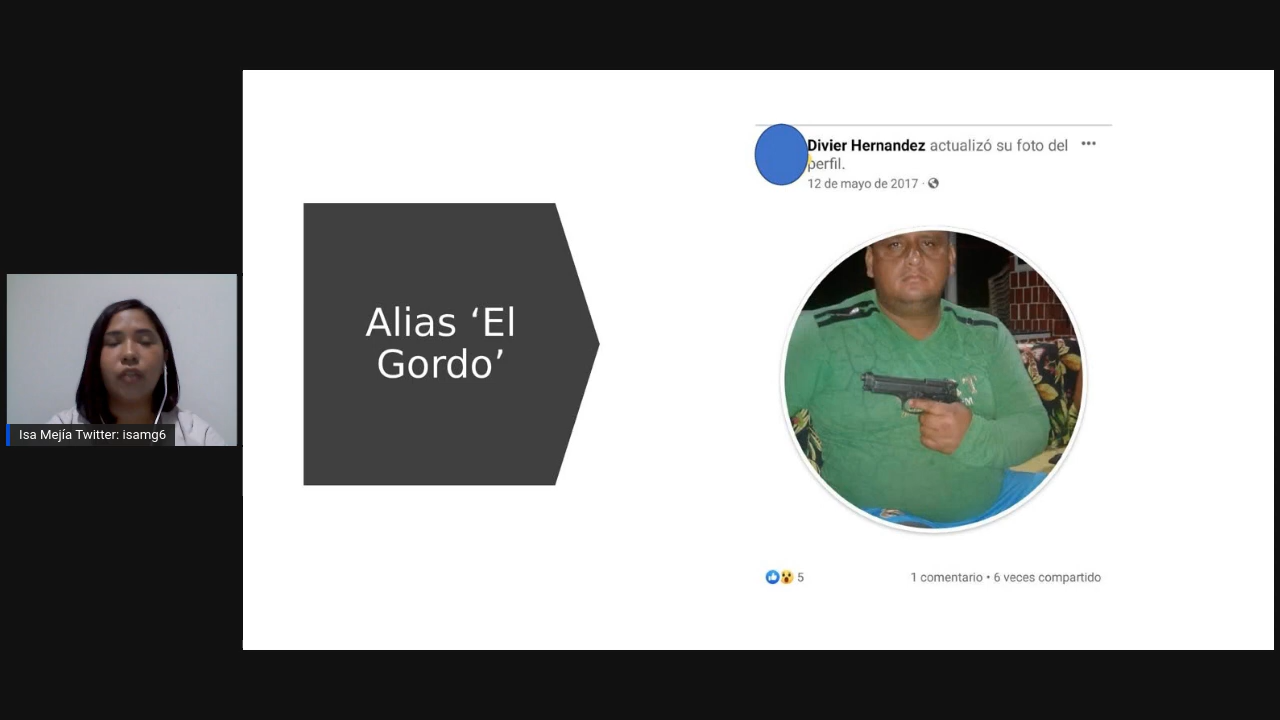 Divier Hernandez actualizó su foto del
perfil.
12 de mayo de 2017 ·
Alias ‘El
Gordo’
Isa Mejía Twitter: isamg6
5
1 comentario • 6 veces compartido